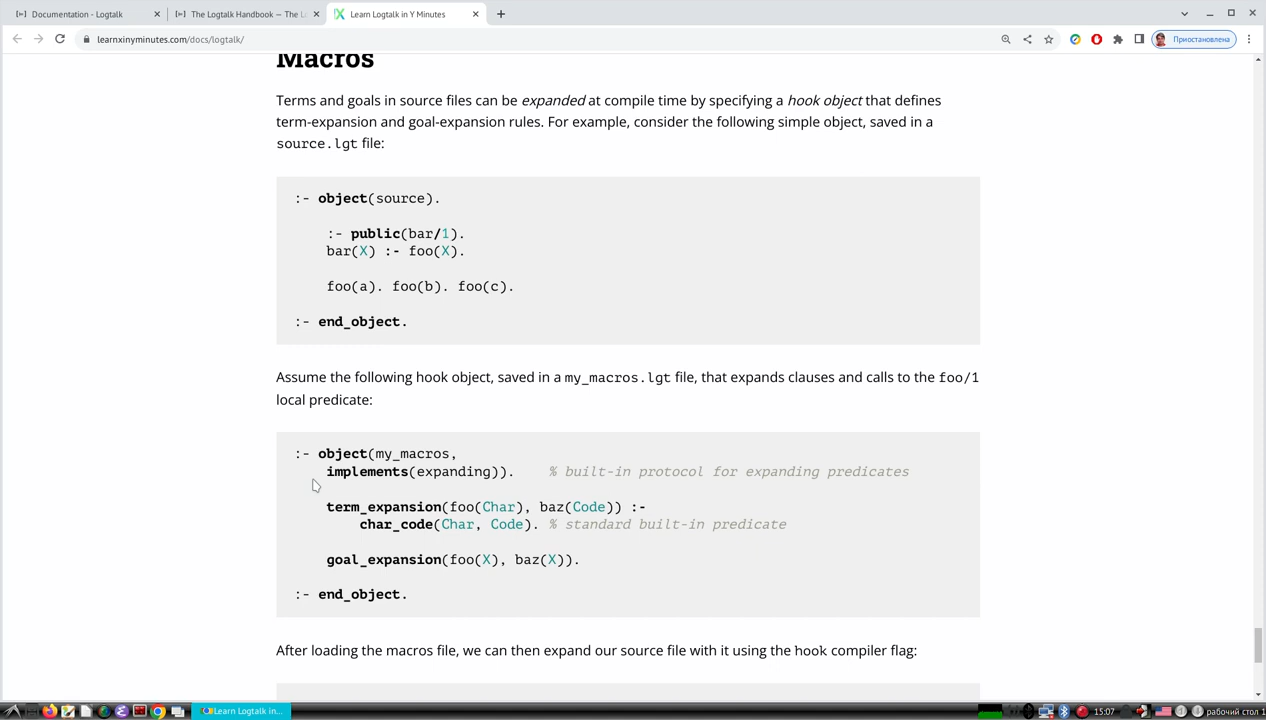 Documentation - Logtalk
The Logtalk Handbook — The L
Learn Logtalk in Y Minutes
learnxinyminutes.com/docs/logtalk/
Приостановлена
Macros
Terms and goals in source files can be expanded at compile time by specifying a hook object that defines
term-expansion and goal-expansion rules. For example, consider the following simple object, saved in a
source.lgt file:
:- object(source).
:- public(bar/1).
bar(X) :- foo(X).
foo(a). foo(b). foo(c).
:- end_object.
Assume the following hook object, saved in a my_macros.lgt file, that expands clauses and calls to the foo/1
local predicate:
:- object(my_macros,
implements(expanding)). % built-in protocol for expanding predicates
term_expansion(foo(Char), baz(Code)) :-
char_code(Char, Code). % standard built-in predicate
goal_expansion(foo(X), baz(X)).
:- end_object.
After loading the macros file, we can then expand our source file with it using the hook compiler flag:
Learn Logtalk in...
15:07
рабочий стол 1